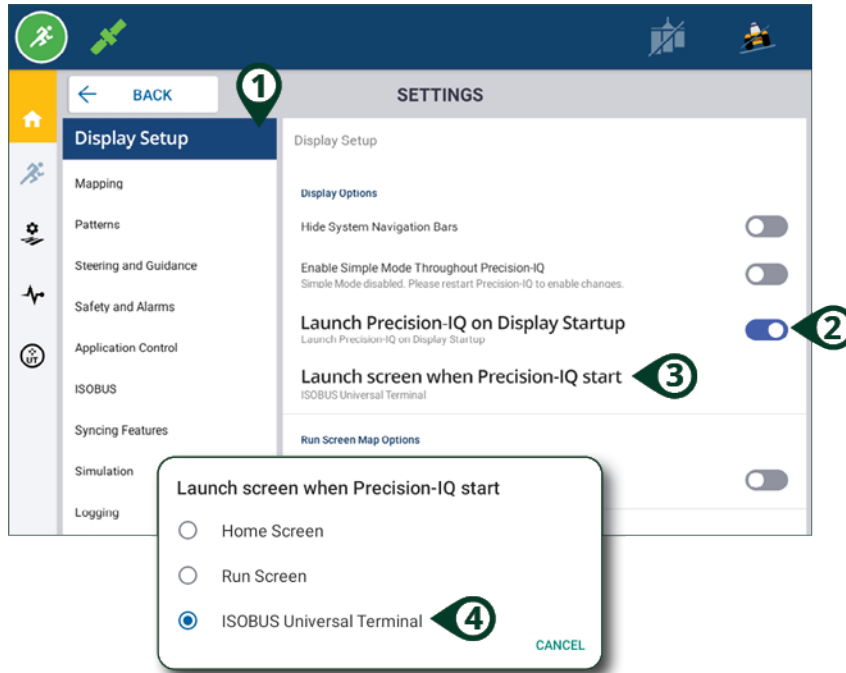 BACK
1
SETTINGS
Display Setup
Mapping
Patterns
Steering and Guidance
Safety and Alarms
Application Control
ISOBUS
Syncing Features
Simulation
Logging
UT
Display Setup
Display Options
Hide System Navigation Bars
Enable Simple Mode Throughout Precision-IQ
Simple Mode disabled. Please restart Precision-IQ to enable changes.
Launch Precision-IQ on Display Startup
Launch Precision-IQ on Display Startup
2
Launch screen when Precision-IQ start
3
ISOBUS Universal Terminal
Run Screen Map Options
Launch screen when Precision-IQ start
Home Screen
Run Screen
ISOBUS Universal Terminal
4
CANCEL